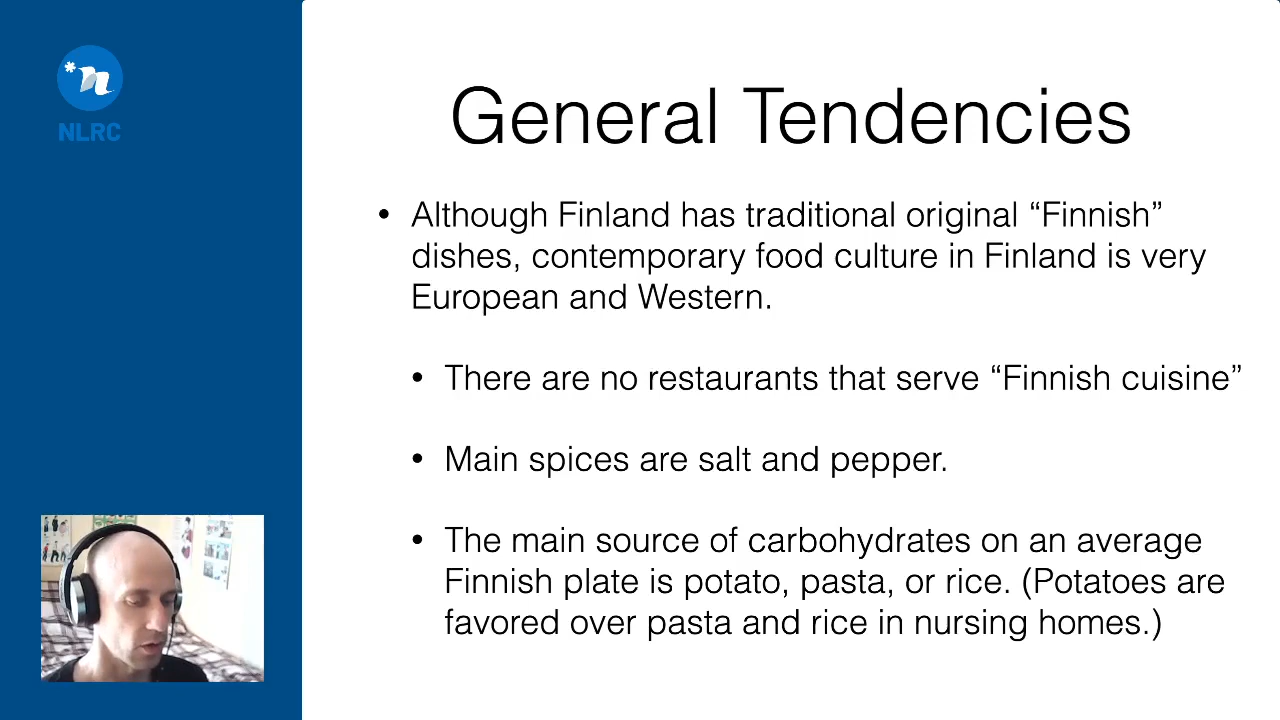 NLRC
General Tendencies
• Although Finland has traditional original “Finnish”
dishes, contemporary food culture in Finland is very
European and Western.
• There are no restaurants that serve “Finnish cuisine”
• Main spices are salt and pepper.
• The main source of carbohydrates on an average
Finnish plate is potato, pasta, or rice. (Potatoes are
favored over pasta and rice in nursing homes.)